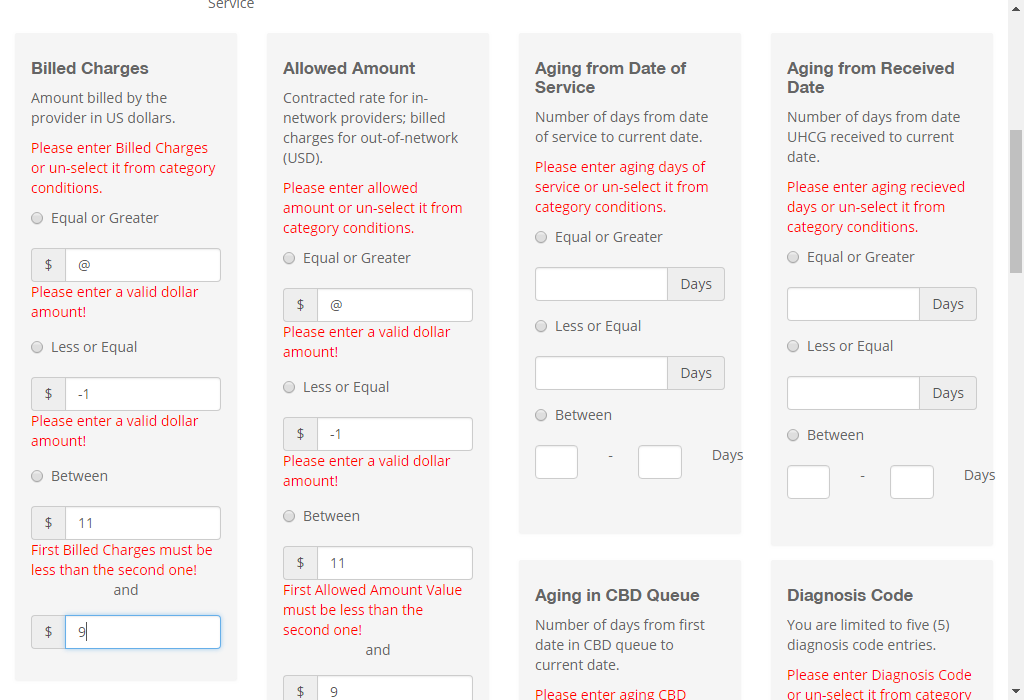 Service
Billed Charges
Amount billed by the
provider in US dollars.
Please enter Billed Charges
or un-select it from category
conditions.
Equal or Greater
$ @
Please enter a valid dollar
amount!
Less or Equal
$ -1
Please enter a valid dollar
amount!
Between
$ 11
First Billed Charges must be
less than the second one!
and
$ 9
Allowed Amount
Contracted rate for in-
network providers; billed
charges for out-of-network
(USD).
Please enter allowed
amount or un-select it from
category conditions.
Equal or Greater
$ @
Please enter a valid dollar
amount!
Less or Equal
$ -1
Please enter a valid dollar
amount!
Between
$ 11
First Allowed Amount Value
must be less than the
second one!
and
$ 9
Aging from Date of
Service
Number of days from date
of service to current date.
Please enter aging days of
service or un-select it from
category conditions.
Equal or Greater
Days
Less or Equal
Days
Between
- Days
Aging from Received
Date
Number of days from date
UHCG received to current
date.
Please enter aging recieved
days or un-select it from
category conditions.
Equal or Greater
Days
Less or Equal
Days
Between
- Days
Aging in CBD Queue
Number of days from first
date in CBD queue to
current date.
Please enter aging CBD
Diagnosis Code
You are limited to five (5)
diagnosis code entries.
Please enter Diagnosis Code
or un-select it from category